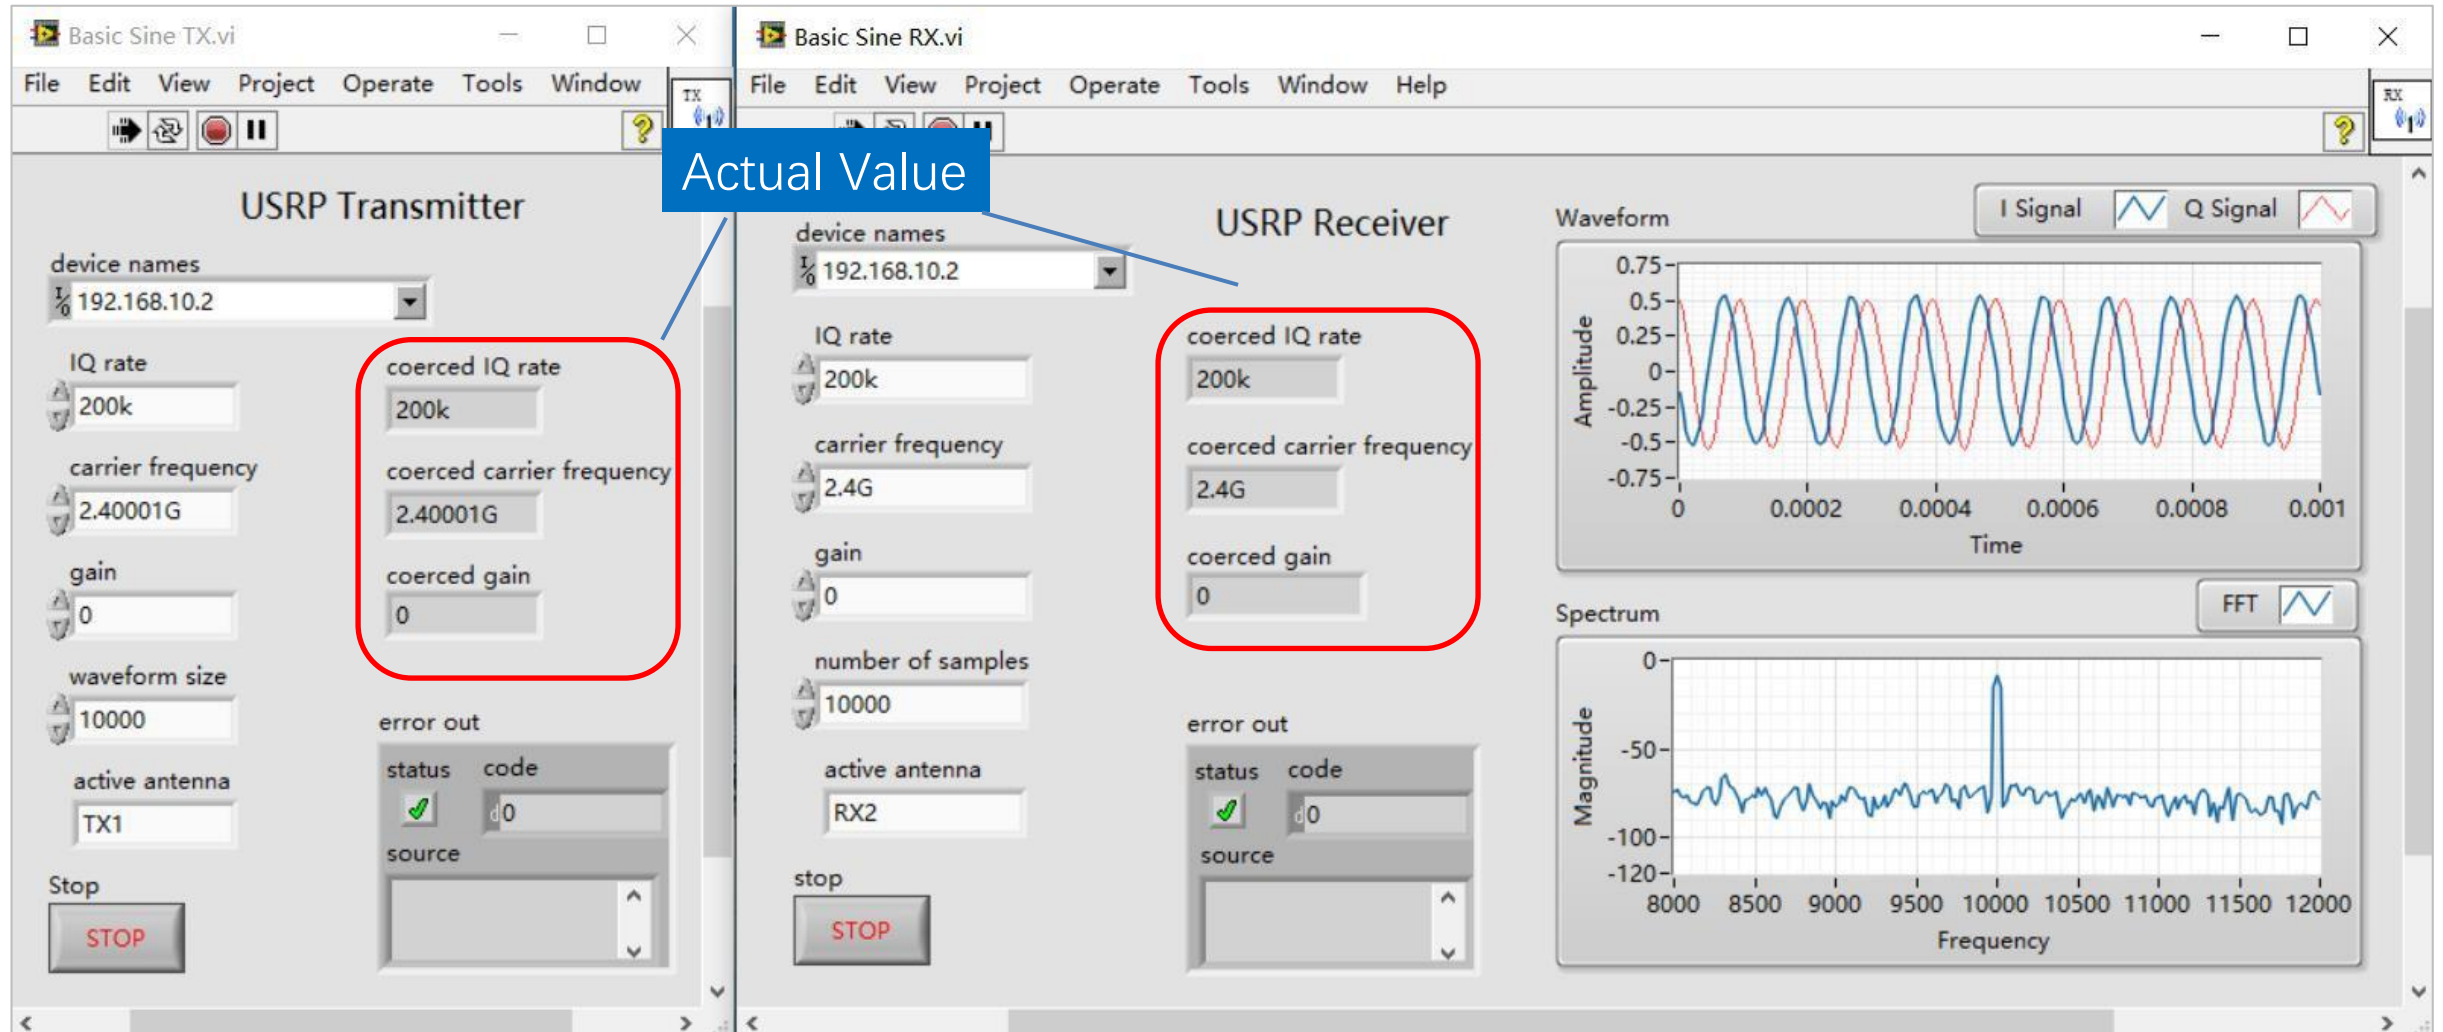 Basic Sine TX.vi
File Edit View Project Operate Tools Window
TX
USRP Transmitter
device names
192.168.10.2
IQ rate
200k
coerced IQ rate
200k
carrier frequency
2.40001G
coerced carrier frequency
2.40001G
gain
0
coerced gain
0
waveform size
10000
active antenna
TX1
error out
status code
d 0
source
Stop
STOP
Actual Value
Basic Sine RX.vi
File Edit View Project Operate Tools Window Help
RX
USRP Receiver
device names
192.168.10.2
IQ rate
200k
coerced IQ rate
200k
carrier frequency
2.4G
coerced carrier frequency
2.4G
gain
0
coerced gain
0
number of samples
10000
active antenna
RX2
error out
status code
d 0
source
stop
STOP
Waveform
I Signal Q Signal
Amplitude
0.75
0.5
0.25
0
-0.25
-0.5
-0.75
0 0.0002 0.0004 0.0006 0.0008 0.001
Time
Spectrum
FFT
Magnitude
0
-50
-100
-120
8000 8500 9000 9500 10000 10500 11000 11500 12000
Frequency